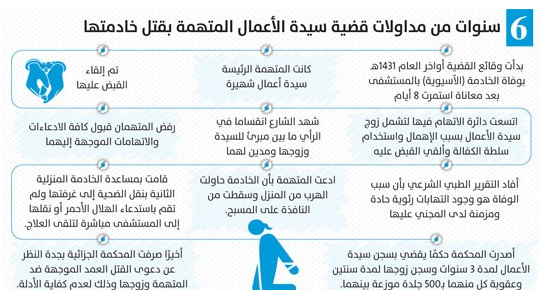 6 سنوات من مداولات قضية سيدة الأعمال المتهمة بقتل خادمتها
بدأت وقائع القضية أواخر العام 1431هـ
بوفاة الخادمة (الأسيوية) بالمستشفى
بعد معاناة استمرت 8 أيام
كانت المتهمة الرئيسة
سيدة أعمال شهيرة
تم إلقاء
القبض عليها
اتسعت دائرة الاتهام فيها لتشمل زوج
سيدة الأعمال بسبب الإهمال واستخدام
سلطة الكفالة وألقي القبض عليه
شهد الشارع انقساما في
الرأي ما بين مبرئ للسيدة
وزوجها ومدين لهما
رفض المتهمان قبول كافة الادعاءات
والاتهامات الموجهة إليهما
أفاد التقرير الطبي الشرعي بأن سبب
الوفاة هو وجود التهابات رئوية حادة
ومزمنة لدى المجني عليها
ادعت المتهمة بأن الخادمة حاولت
الهرب من المنزل وسقطت من
النافذة على المسبح.
قامت بمساعدة الخادمة المنزلية
الثانية بنقل الضحية إلى غرفتها ولم
تقم باستدعاء الهلال الأحمر أو نقلها
إلى المستشفى مباشرة لتلقى العلاج.
أصدرت المحكمة حكمًا يقضي بسجن سيدة
الأعمال لمدة 3 سنوات وسجن زوجها لمدة سنتين
وعقوبة كل منهما بـ500 جلدة موزعة بينهما.
أخيرًا صرفت المحكمة الجزائية بجدة النظر
عن دعوى القتل العمد الموجهة ضد
المتهمة وزوجها وذلك لعدم كفاية الأدلة.